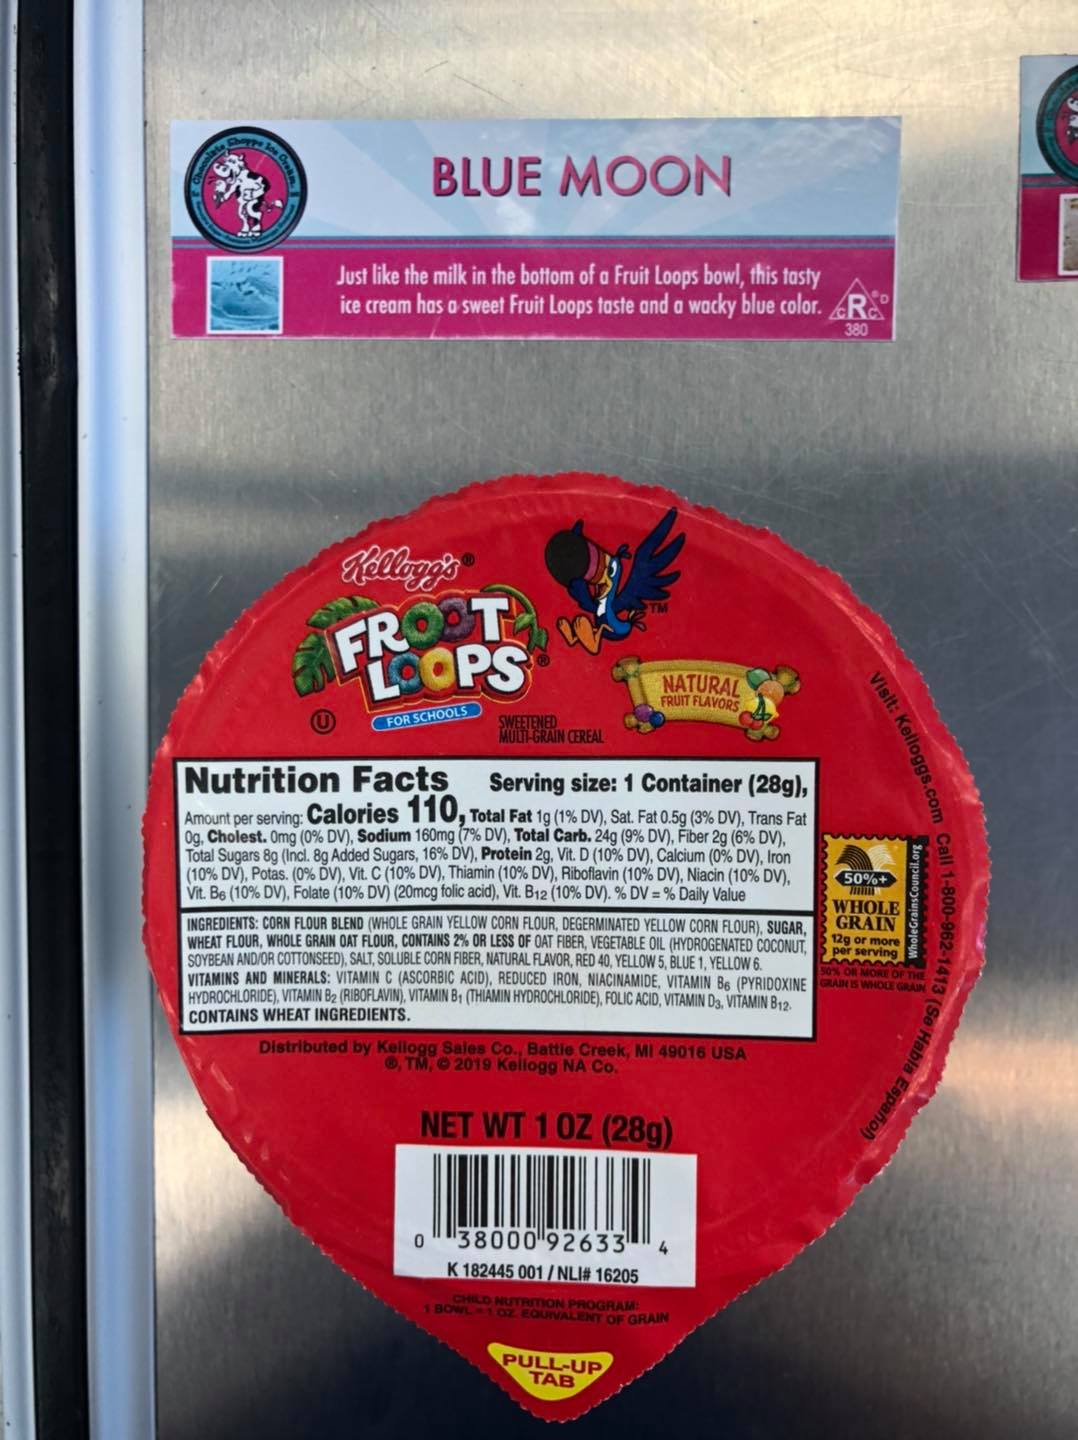 Chocolate Shoppe Ice Cream
BLUE MOON
Just like the milk in the bottom of a Fruit Loops bowl, this tasty
ice cream has a sweet Fruit Loops taste and a wacky blue color.
cRc®D
380
Kellogg's®
FROOT
LOOPS®
TM
U
FOR SCHOOLS
SWEETENED
MULTI-GRAIN CEREAL
NATURAL
FRUIT FLAVORS
Visit: Kelloggs.com Call 1-800-962-1413 (Se Habla Español)
Nutrition Facts Serving size: 1 Container (28g),
Amount per serving: Calories 110, Total Fat 1g (1% DV), Sat. Fat 0.5g (3% DV), Trans Fat
0g, Cholest. 0mg (0% DV), Sodium 160mg (7% DV), Total Carb. 24g (9% DV), Fiber 2g (6% DV),
Total Sugars 8g (Incl. 8g Added Sugars, 16% DV), Protein 2g, Vit. D (10% DV), Calcium (0% DV), Iron
(10% DV), Potas. (0% DV), Vit. C (10% DV), Thiamin (10% DV), Riboflavin (10% DV), Niacin (10% DV),
Vit. B6 (10% DV), Folate (10% DV) (20mcg folic acid), Vit. B12 (10% DV). % DV = % Daily Value
INGREDIENTS: CORN FLOUR BLEND (WHOLE GRAIN YELLOW CORN FLOUR, DEGERMINATED YELLOW CORN FLOUR), SUGAR,
WHEAT FLOUR, WHOLE GRAIN OAT FLOUR, CONTAINS 2% OR LESS OF OAT FIBER, VEGETABLE OIL (HYDROGENATED COCONUT,
SOYBEAN AND/OR COTTONSEED), SALT, SOLUBLE CORN FIBER, NATURAL FLAVOR, RED 40, YELLOW 5, BLUE 1, YELLOW 6.
VITAMINS AND MINERALS: VITAMIN C (ASCORBIC ACID), REDUCED IRON, NIACINAMIDE, VITAMIN B6 (PYRIDOXINE
HYDROCHLORIDE), VITAMIN B2 (RIBOFLAVIN), VITAMIN B1 (THIAMIN HYDROCHLORIDE), FOLIC ACID, VITAMIN D3, VITAMIN B12.
CONTAINS WHEAT INGREDIENTS.
50%+
WHOLE
GRAIN
12g or more
per serving
WholeGrainsCouncil.org
50% OR MORE OF THE
GRAIN IS WHOLE GRAIN
Distributed by Kellogg Sales Co., Battle Creek, MI 49016 USA
®, TM, © 2019 Kellogg NA Co.
NET WT 1 OZ (28g)
0 38000 92633 4
K 182445 001 / NLI# 16205
CHILD NUTRITION PROGRAM:
1 BOWL = 1 OZ. EQUIVALENT OF GRAIN
PULL-UP
TAB